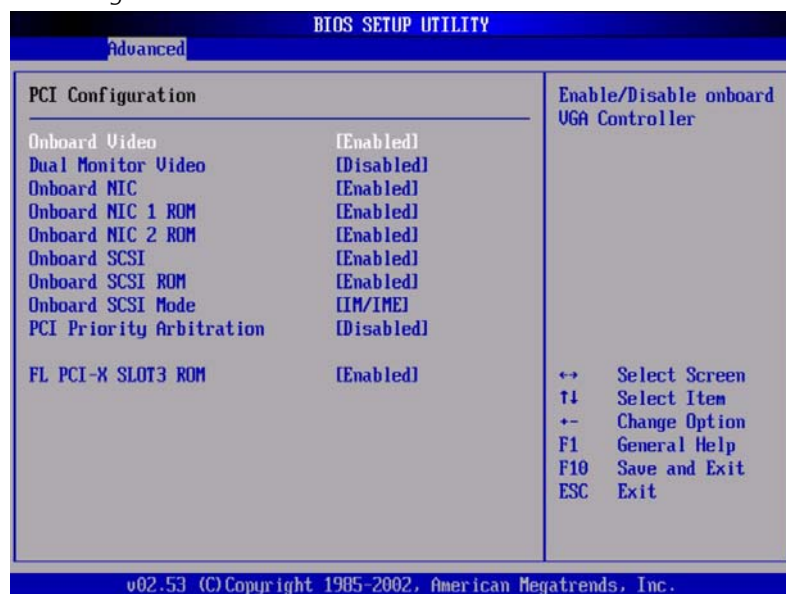 BIOS SETUP UTILITY
Advanced
PCI Configuration
Onboard Video [Enabled]
Dual Monitor Video [Disabled]
Onboard NIC [Enabled]
Onboard NIC 1 ROM [Enabled]
Onboard NIC 2 ROM [Enabled]
Onboard SCSI [Enabled]
Onboard SCSI ROM [Enabled]
Onboard SCSI Mode [IM/IME]
PCI Priority Arbitration [Disabled]
FL PCI-X SLOT3 ROM [Enabled]
Enable/Disable onboard
VGA Controller
↔ Select Screen
↑↓ Select Item
+- Change Option
F1 General Help
F10 Save and Exit
ESC Exit
v02.53 (C)Copyright 1985-2002, American Megatrends, Inc.